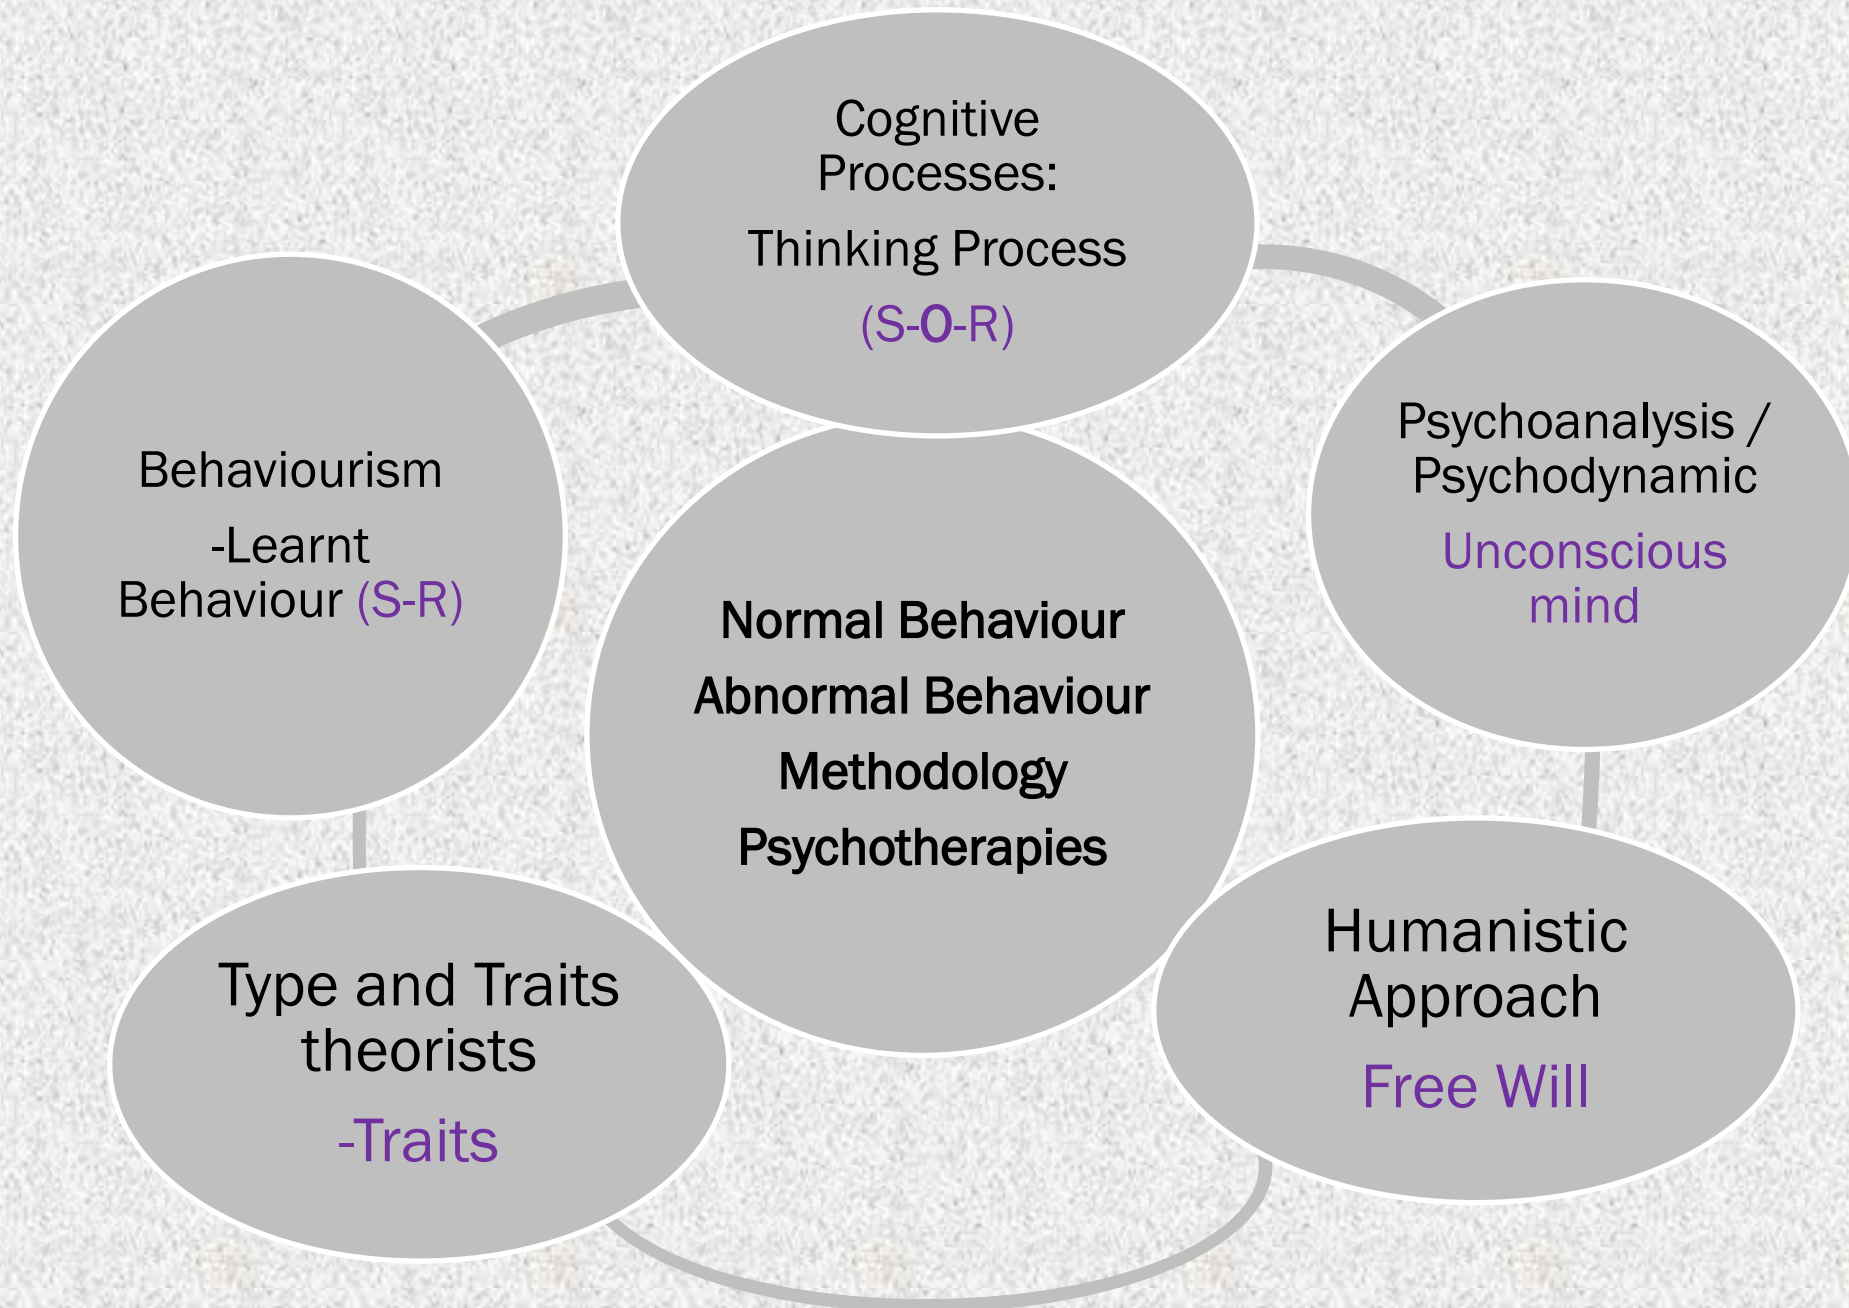 Cognitive
Processes:
Thinking Process
(S-O-R)
Psychoanalysis /
Psychodynamic
Unconscious
mind
Humanistic
Approach
Free Will
Type and Traits
theorists
-Traits
Behaviourism
-Learnt
Behaviour (S-R)
Normal Behaviour
Abnormal Behaviour
Methodology
Psychotherapies